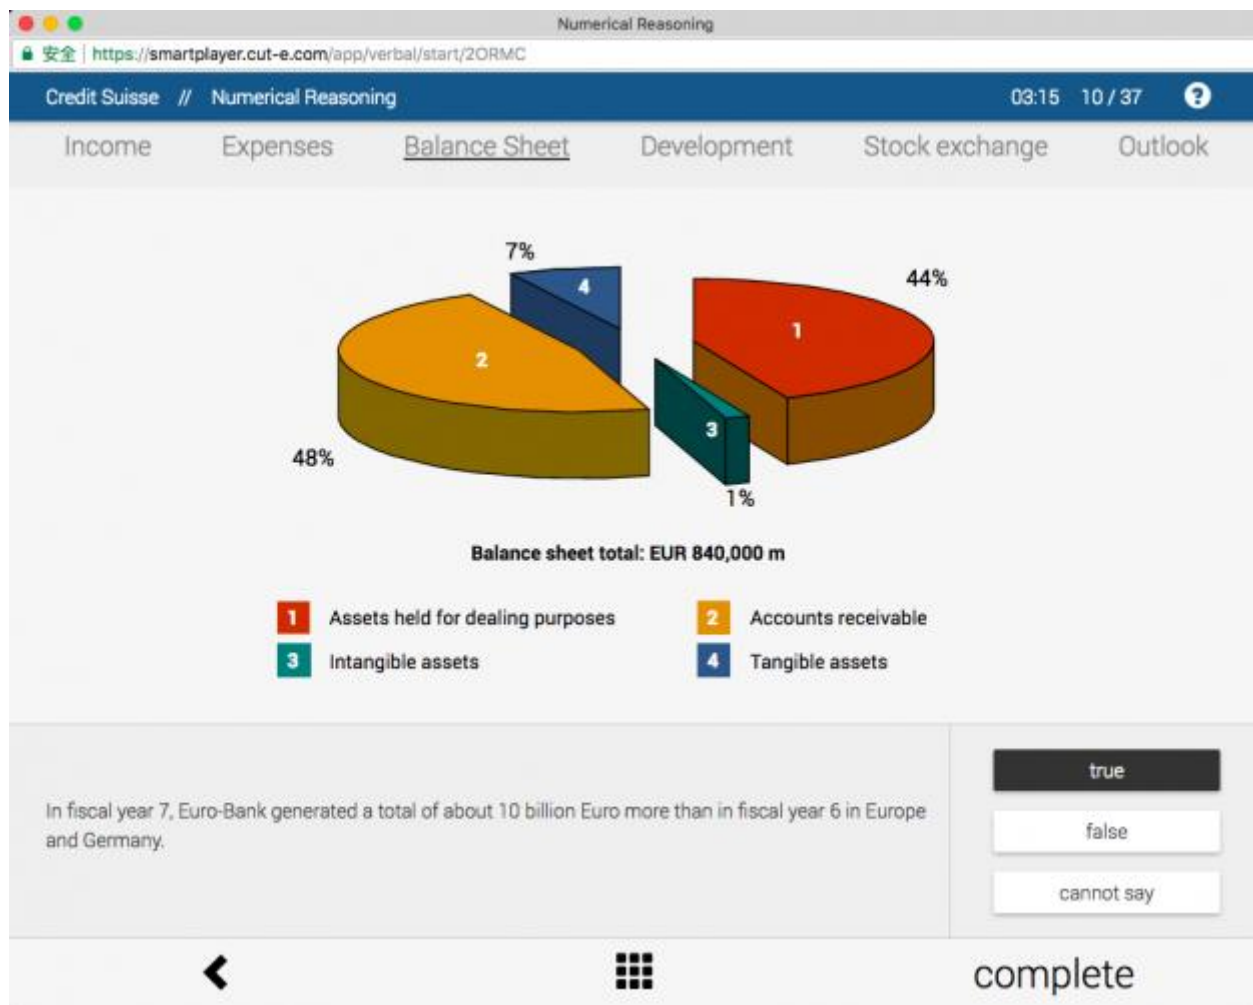 Numerical Reasoning
安全 | https://smartplayer.cut-e.com/app/verbal/start/2ORMC
Credit Suisse // Numerical Reasoning 03:15 10 / 37 ?
Income Expenses Balance Sheet Development Stock exchange Outlook
7%
44%
4
1
2
3
48%
1%
Balance sheet total: EUR 840,000 m
1 Assets held for dealing purposes 2 Accounts receivable
3 Intangible assets 4 Tangible assets
In fiscal year 7, Euro-Bank generated a total of about 10 billion Euro more than in fiscal year 6 in Europe
and Germany.
true
false
cannot say
complete